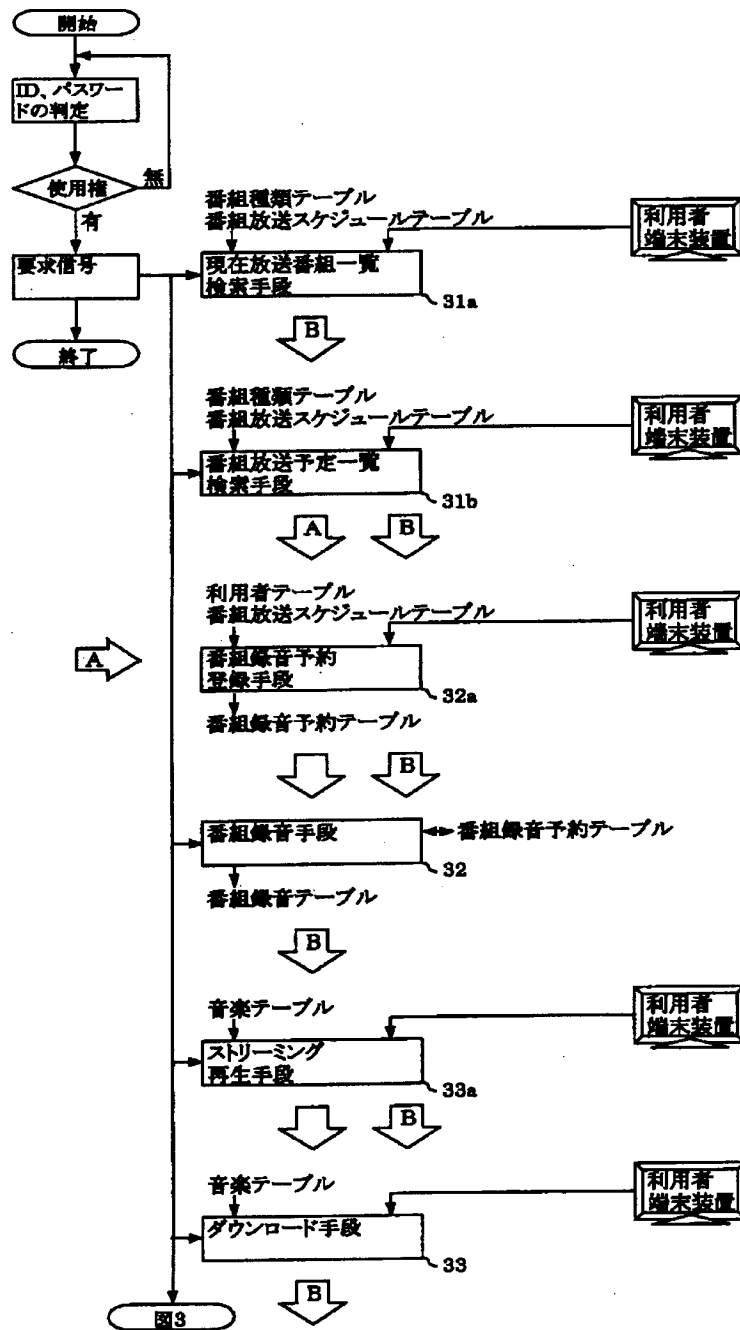 開始
ID、パスワー
ドの判定
使用権
無
有
要求信号
終了
番組種類テーブル
番組放送スケジュールテーブル
利用者
端末装置
現在放送番組一覧
検索手段
31a
B
番組種類テーブル
番組放送スケジュールテーブル
利用者
端末装置
番組放送予定一覧
検索手段
31b
A
B
利用者テーブル
番組放送スケジュールテーブル
利用者
端末装置
A
番組録音予約
登録手段
32a
番組録音予約テーブル
B
番組録音手段
番組録音予約テーブル
32
番組録音テーブル
B
音楽テーブル
利用者
端末装置
ストリーミング
再生手段
33a
B
音楽テーブル
利用者
端末装置
ダウンロード手段
33
B
図3